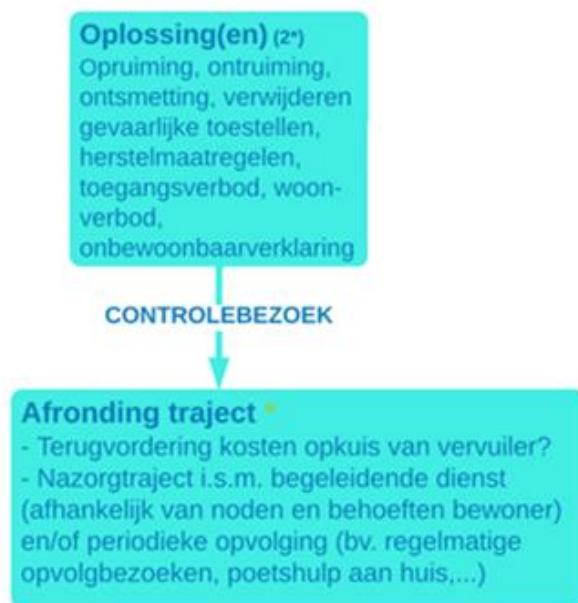 Oplossing(en) (2*)
Opruiming, ontruiming,
ontsmetting, verwijderen
gevaarlijke toestellen,
herstelmaatregelen,
toegangsverbod, woon-
verbod,
onbewoonbaarverklaring
CONTROLEBEZOEK
Afronding traject *
- Terugvordering kosten opkuis van vervuiler?
- Nazorgtraject i.s.m. begeleidende dienst
(afhankelijk van noden en behoeften bewoner)
en/of periodieke opvolging (bv. regelmatige
opvolgbezoeken, poetshulp aan huis,...)